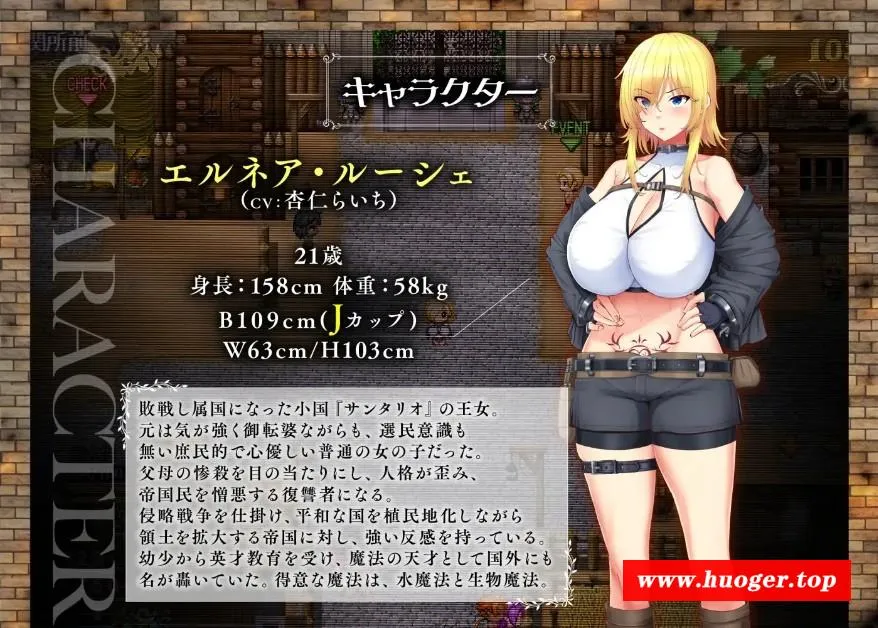 関所前
CHECK
CHARACTER
キャラクター
EVENT
エルネア・ルーシェ
(CV:杏仁らいち)
21歳
身長:158cm 体重:58kg
B109cm(Jカップ)
W63cm/H103cm
敗戦し属国になった小国『サンタリオ』の王女。
元は気が強く御転婆ながらも、選民意識も
無い庶民的で心優しい普通の女の子だった。
父母の惨殺を目の当たりにし、人格が歪み、
帝国民を憎悪する復讐者になる。
侵略戦争を仕掛け、平和な国を植民地化しながら
領土を拡大する帝国に対し、強い反感を持っている。
幼少から英才教育を受け、魔法の天才として国外にも
名が轟いていた。得意な魔法は、水魔法と生物魔法。
www.huoger.top